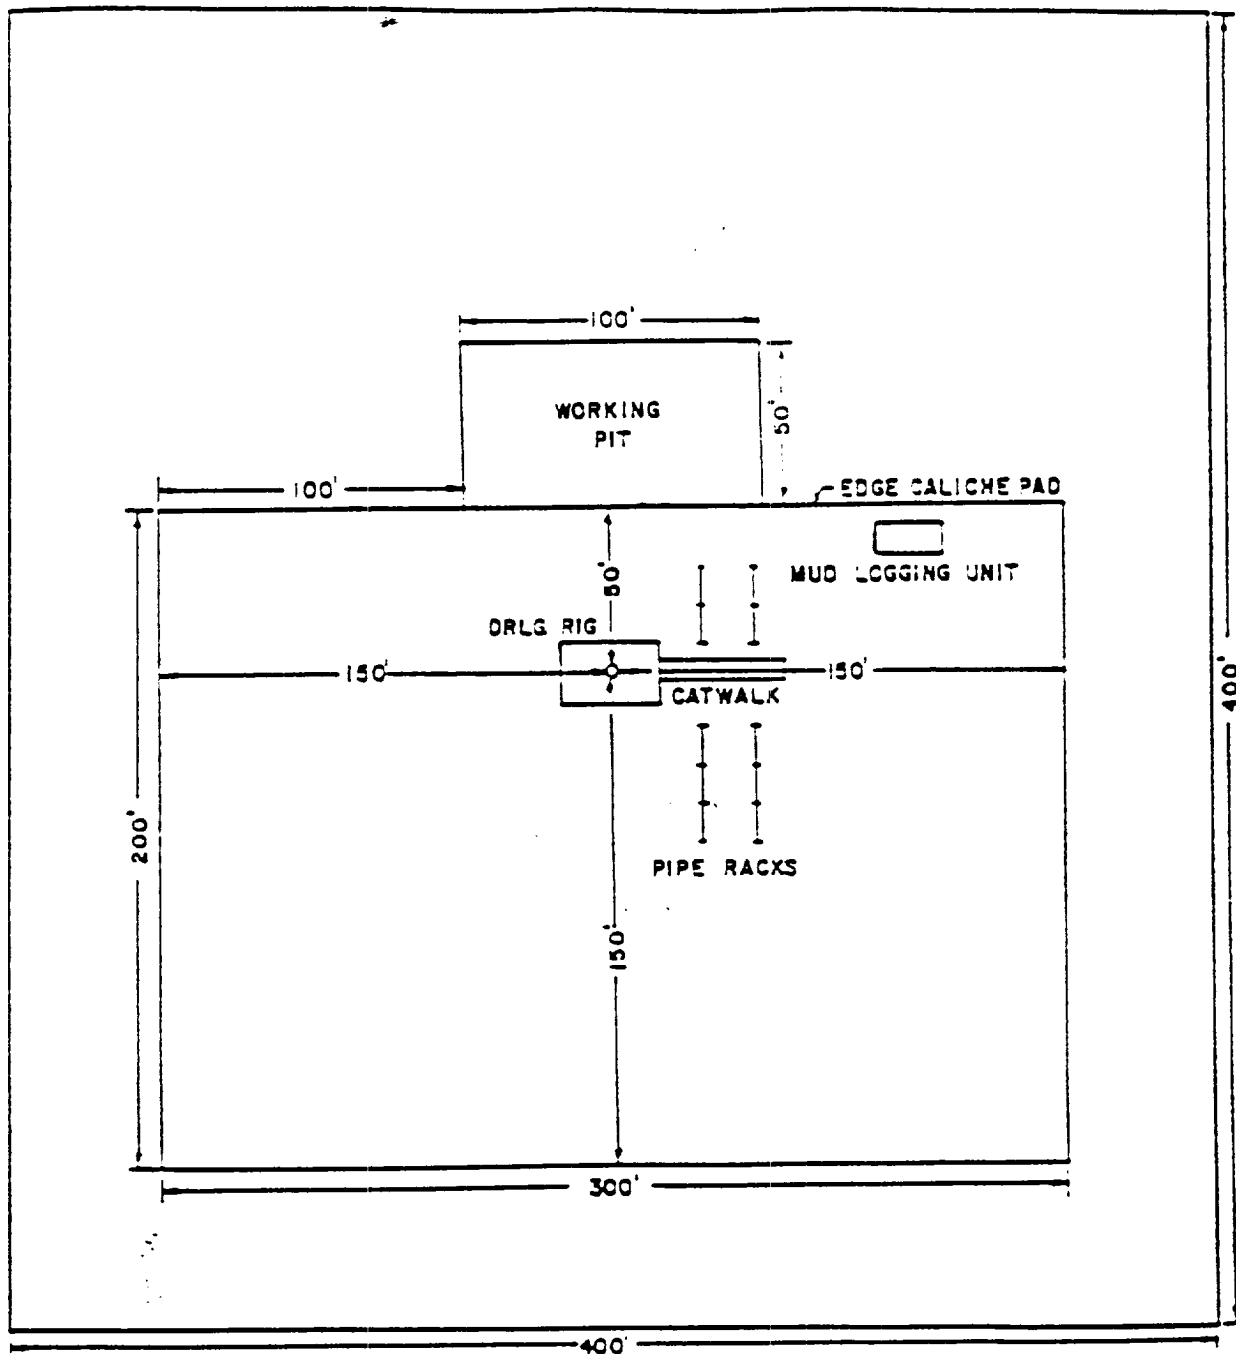 100'
WORKING
PIT
50'
100'
EDGE CALICHE PAD
MUD LOGGING UNIT
50'
DRLG RIG
150'
150'
CATWALK
400'
200'
PIPE RACKS
150'
300'
400'